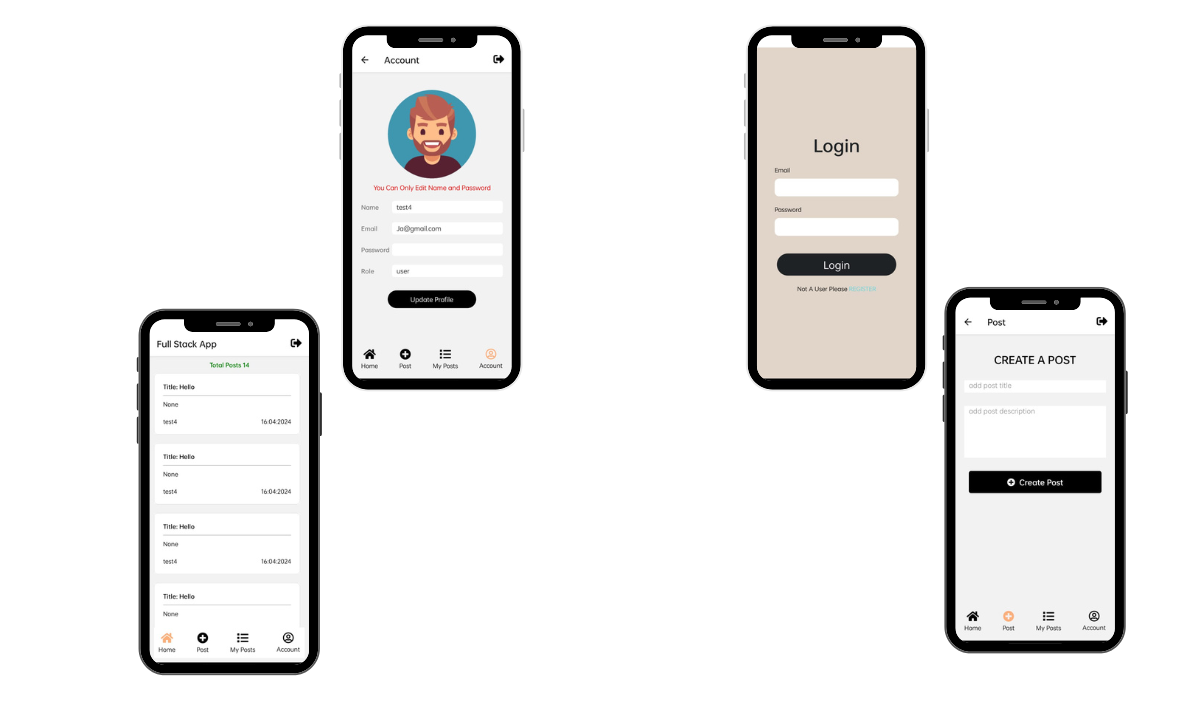 Account
You Can Only Edit Name and Password
Name test4
Email Jo@gmail.com
Password
Role user
Update Profile
Home Post My Posts Account
Login
Email
Password
Login
Not A User Please REGISTER
Full Stack App
Total Posts 14
Title: Hello
None
test4 16:04:2024
Title: Hello
None
test4 16:04:2024
Title: Hello
None
test4 16:04:2024
Title: Hello
None
Home Post My Posts Account
Post
CREATE A POST
add post title
add post description
Create Post
Home Post My Posts Account